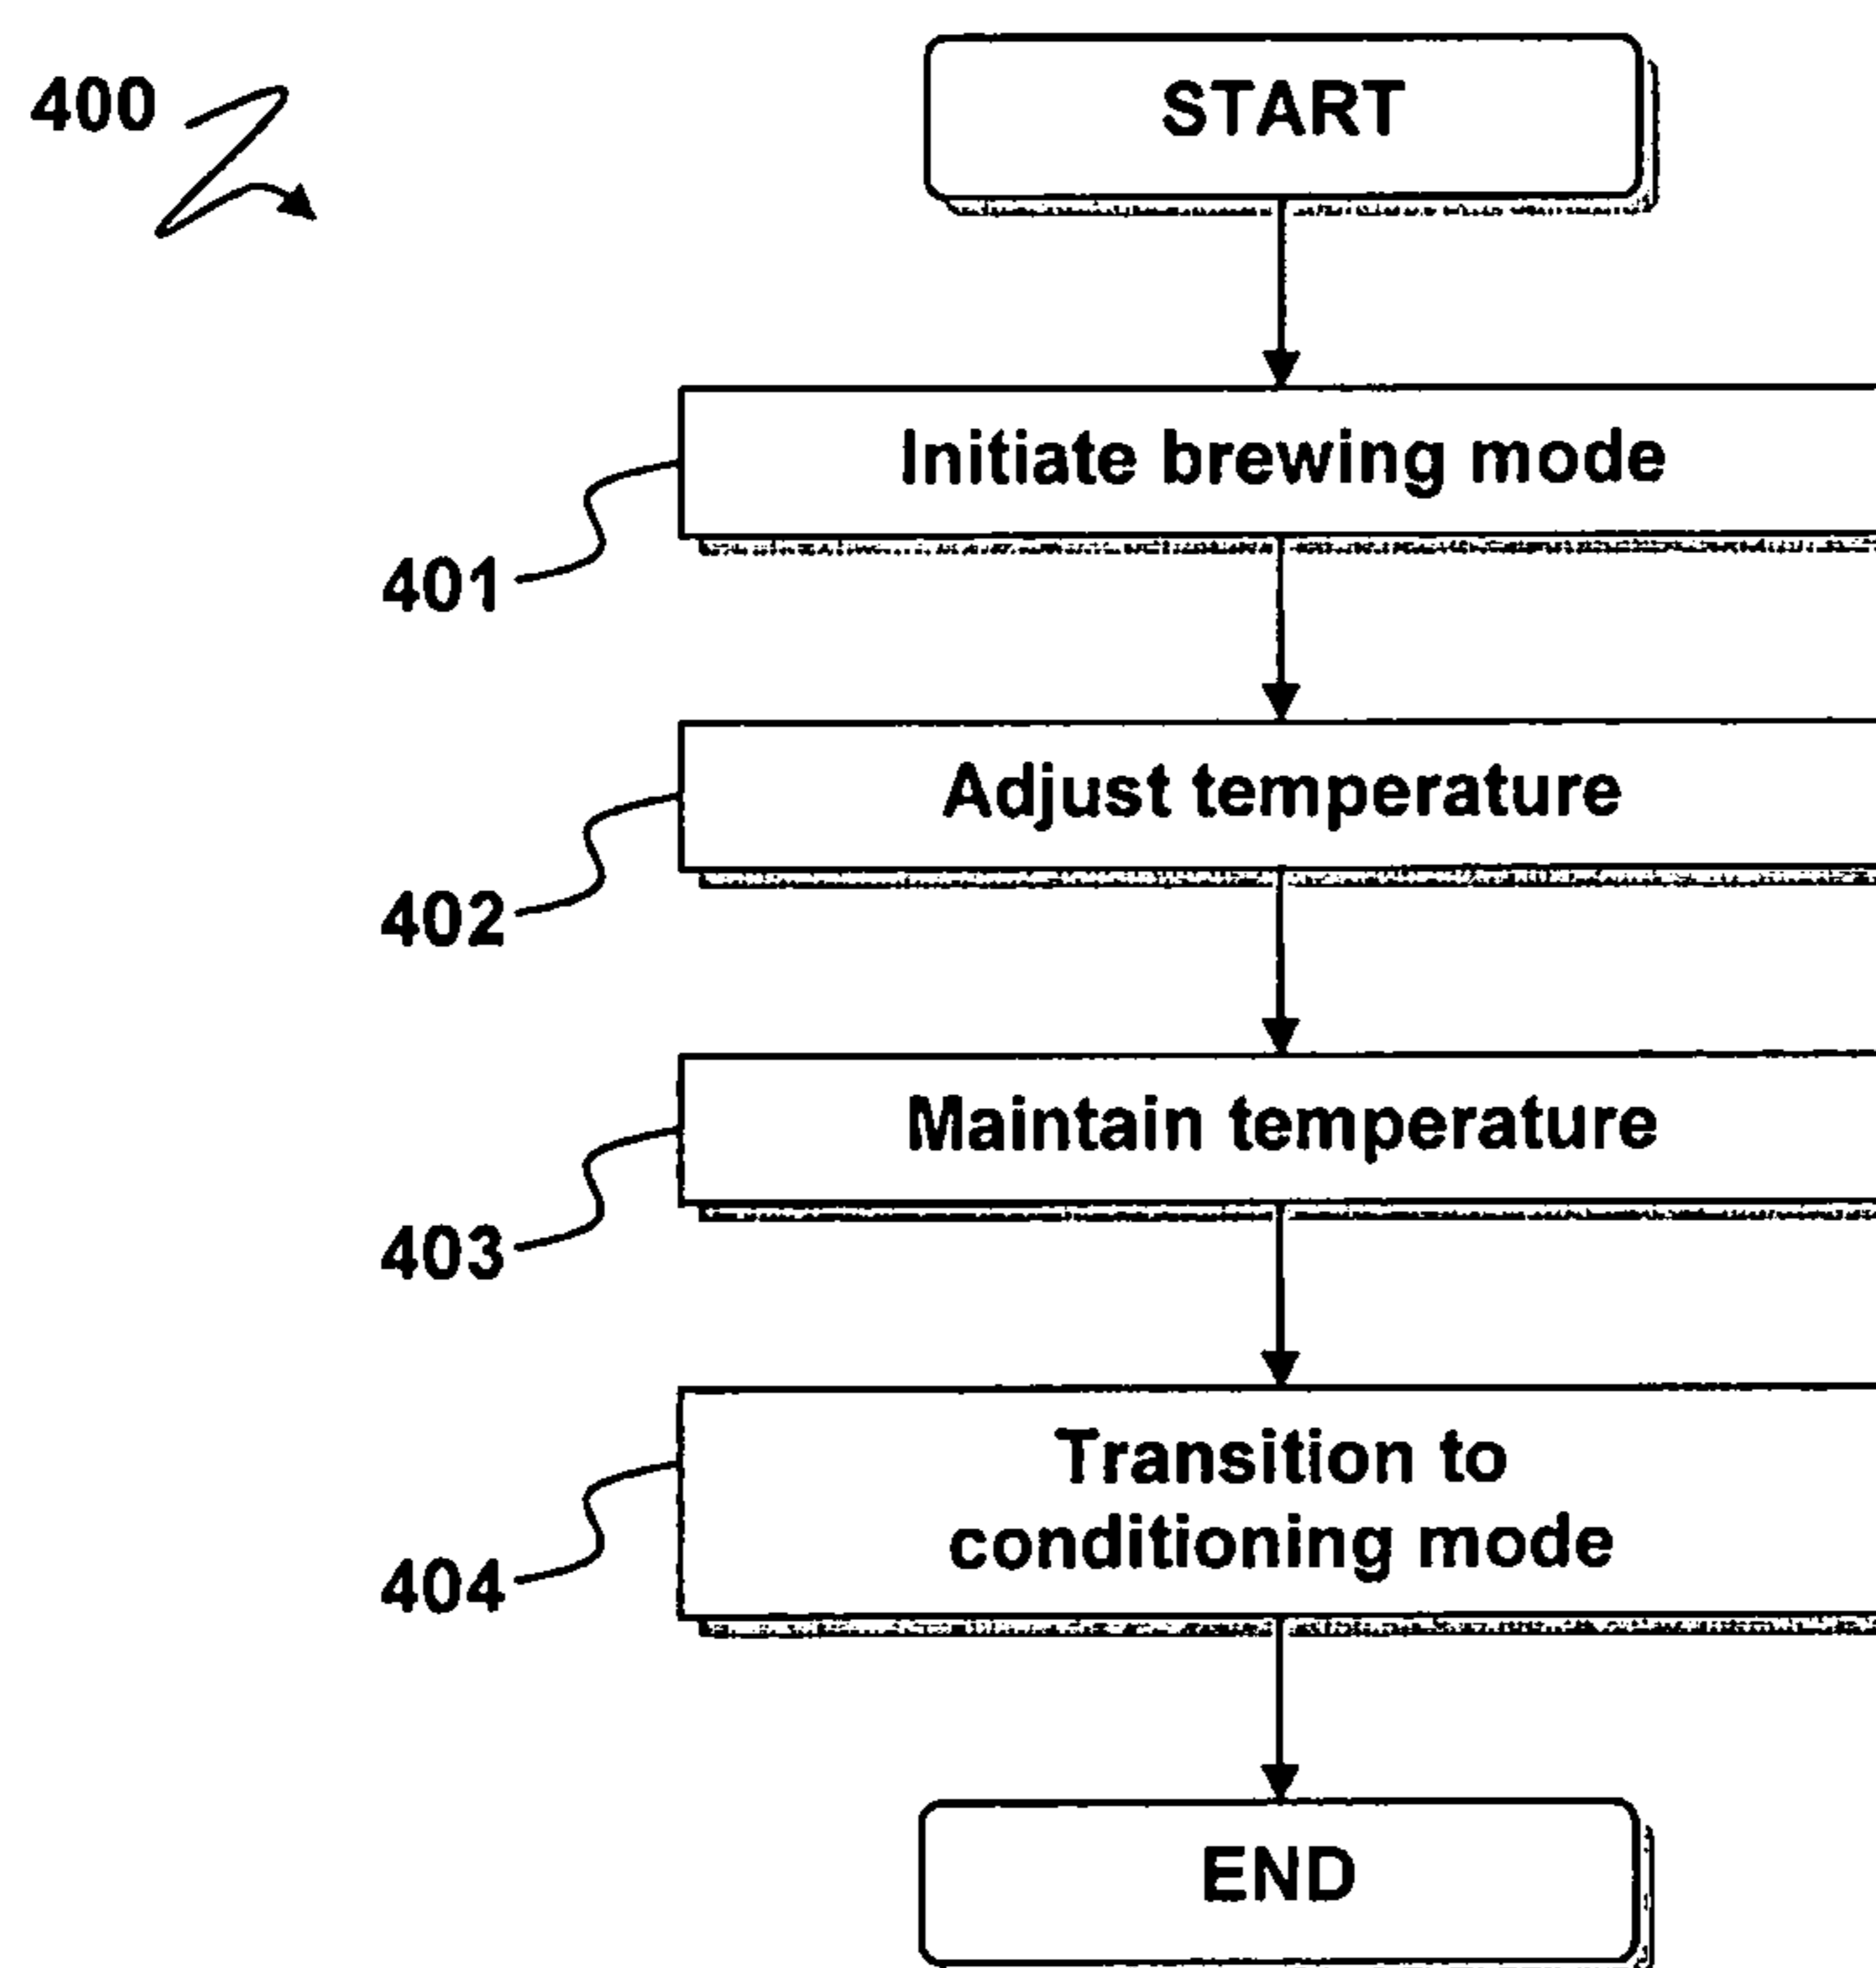 400
START
Initiate brewing mode
401
Adjust temperature
402
Maintain temperature
403
Transition to
conditioning mode
404
END